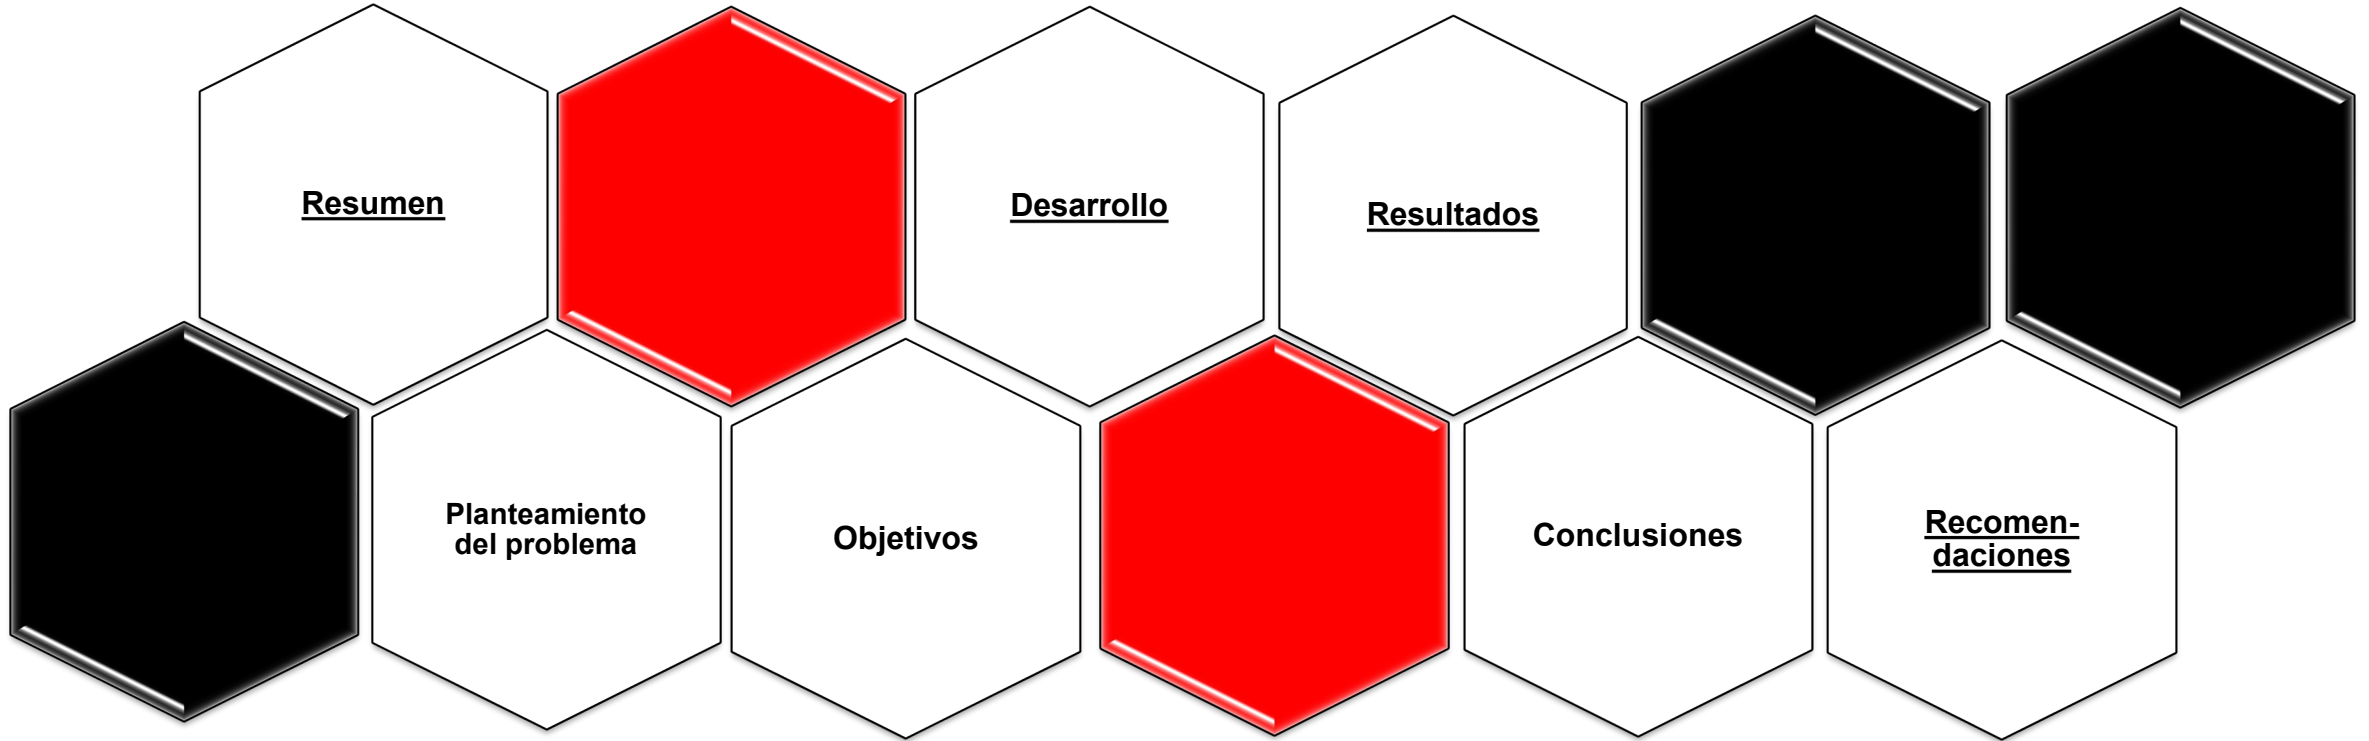 Resumen
Desarrollo
Resultados
Planteamiento
del problema
Objetivos
Conclusiones
Recomen-
daciones